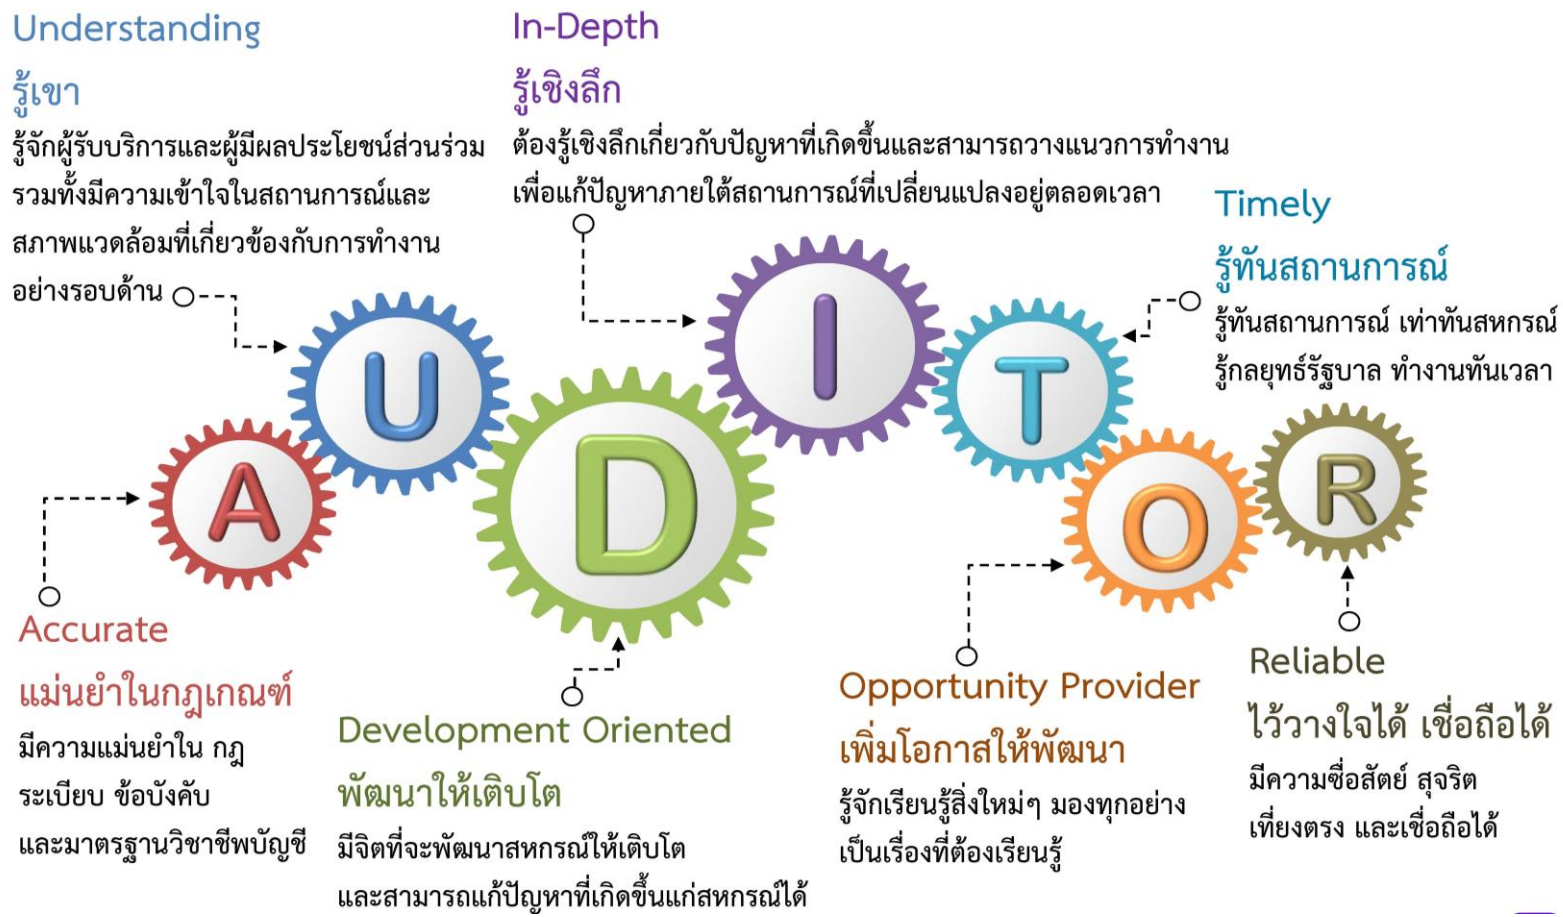 Understanding
รู้เขา
รู้จักผู้รับบริการและผู้มีผลประโยชน์ส่วนร่วม
รวมทั้งมีความเข้าใจในสถานการณ์และ
สภาพแวดล้อมที่เกี่ยวข้องกับการทำงาน
อย่างรอบด้าน
In-Depth
รู้เชิงลึก
ต้องรู้เชิงลึกเกี่ยวกับปัญหาที่เกิดขึ้นและสามารถวางแนวการทำงาน
เพื่อแก้ปัญหาภายใต้สถานการณ์ที่เปลี่ยนแปลงอยู่ตลอดเวลา
Timely
รู้ทันสถานการณ์
รู้ทันสถานการณ์ เท่าทันสหกรณ์
รู้กลยุทธ์รัฐบาล ทำงานทันเวลา
A U D I T O R
Accurate
แม่นยำในกฎเกณฑ์
มีความแม่นยำใน กฎ
ระเบียบ ข้อบังคับ
และมาตรฐานวิชาชีพบัญชี
Development Oriented
พัฒนาให้เติบโต
มีจิตที่จะพัฒนาสหกรณ์ให้เติบโต
และสามารถแก้ปัญหาที่เกิดขึ้นแก่สหกรณ์ได้
Opportunity Provider
เพิ่มโอกาสให้พัฒนา
รู้จักเรียนรู้สิ่งใหม่ๆ มองทุกอย่าง
เป็นเรื่องที่ต้องเรียนรู้
Reliable
ไว้วางใจได้ เชื่อถือได้
มีความซื่อสัตย์ สุจริต
เที่ยงตรง และเชื่อถือได้